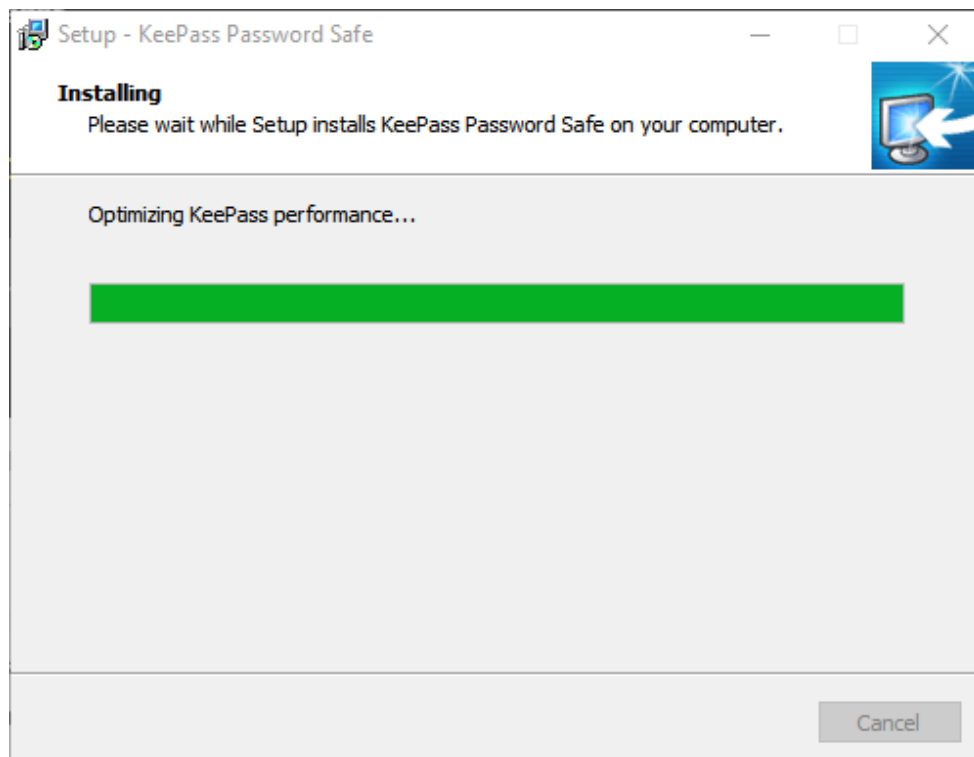 Setup - KeePass Password Safe
Installing
Please wait while Setup installs KeePass Password Safe on your computer.
Optimizing KeePass performance...
Cancel